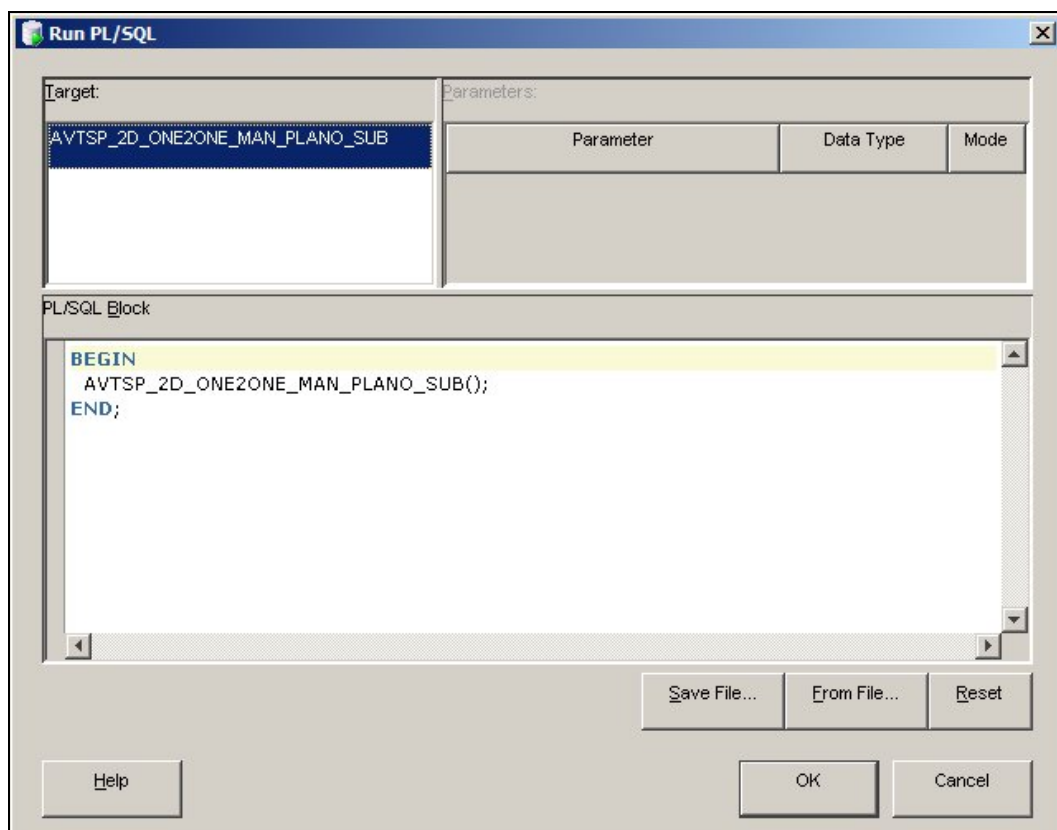 Run PL/SQL
Target:
Parameters:
AVTSP_2D_ONE2ONE_MAN_PLANO_SUB
Parameter
Data Type
Mode
PL/SQL Block
BEGIN
AVTSP_2D_ONE2ONE_MAN_PLANO_SUB();
END;
Save File...
From File...
Reset
Help
OK
Cancel